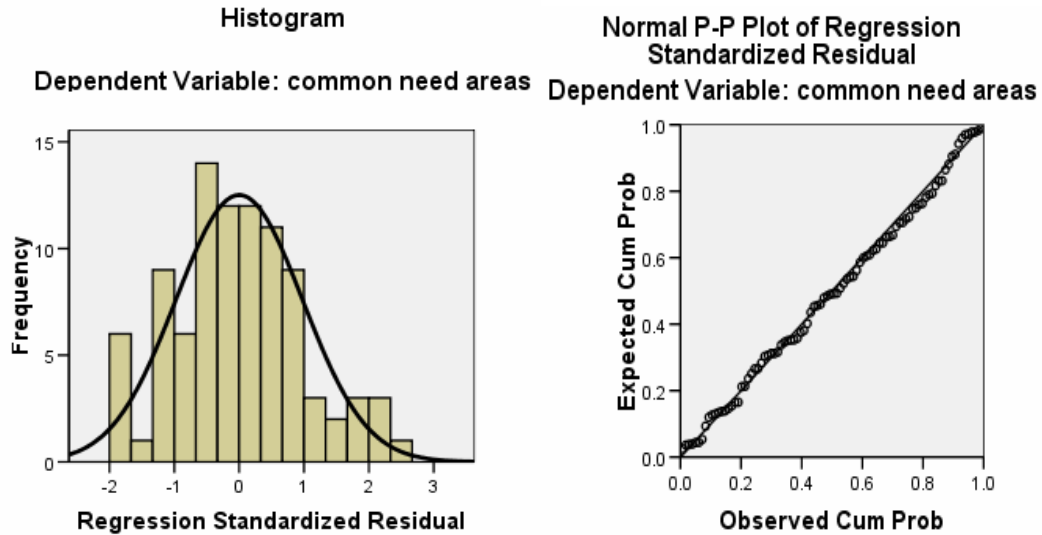 Histogram
Dependent Variable: common need areas
Frequency
15
10
5
0
-2 -1 0 1 2 3
Regression Standardized Residual
Normal P-P Plot of Regression
Standardized Residual
Dependent Variable: common need areas
Expected Cum Prob
1.0
0.8
0.6
0.4
0.2
0.0
0.0 0.2 0.4 0.6 0.8 1.0
Observed Cum Prob